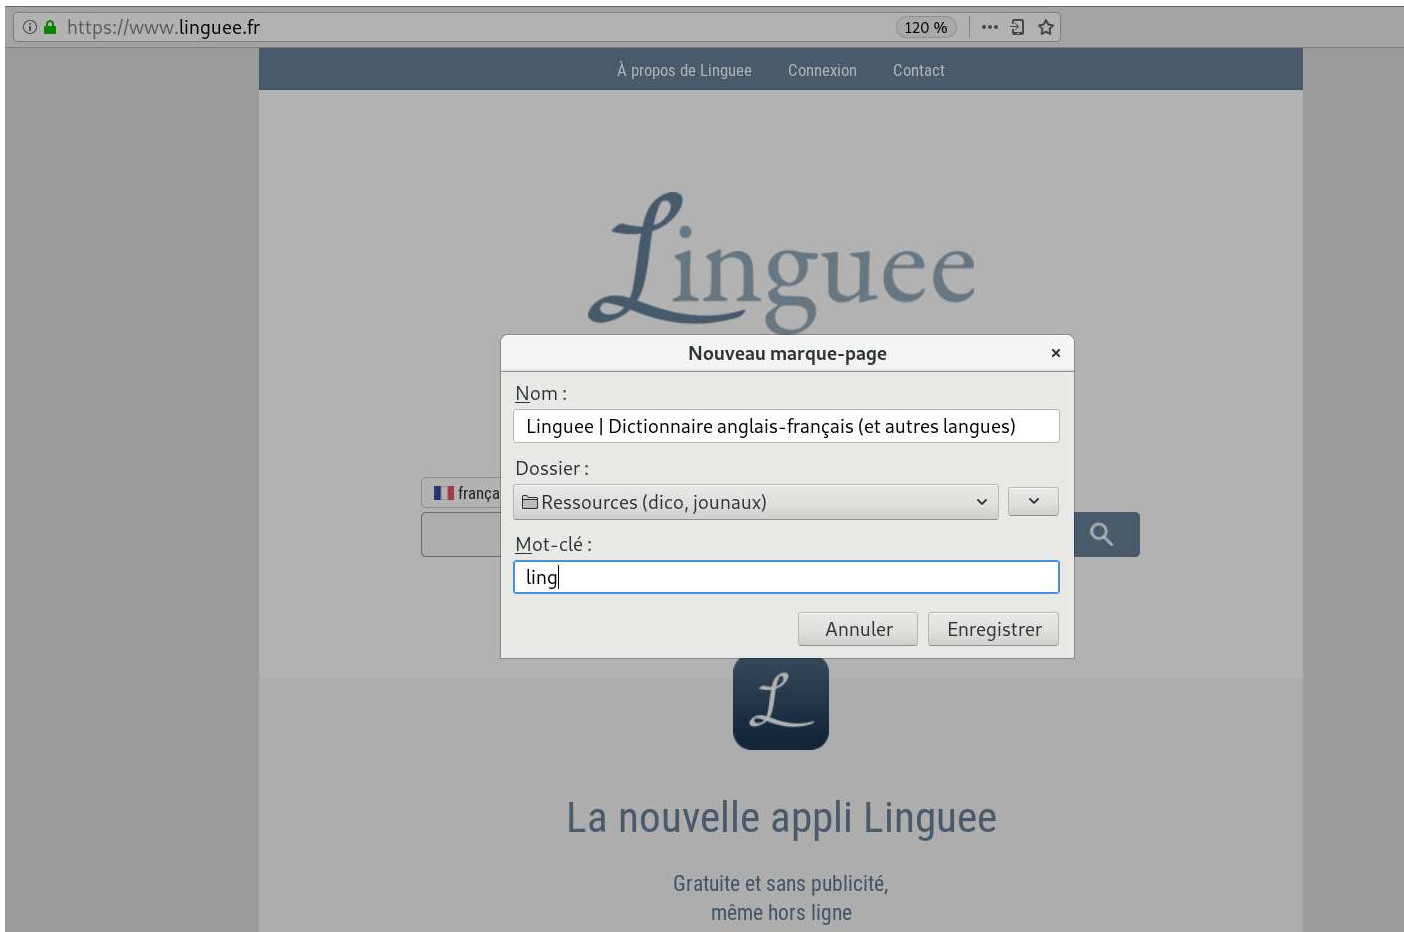 https://www.linguee.fr
120 %
À propos de Linguee Connexion Contact
Linguee
Nouveau marque-page
Nom :
Linguee | Dictionnaire anglais-français (et autres langues)
Dossier :
Ressources (dico, jounaux)
frança
Mot-clé :
ling
Annuler Enregistrer
L
La nouvelle appli Linguee
Gratuite et sans publicité,
même hors ligne